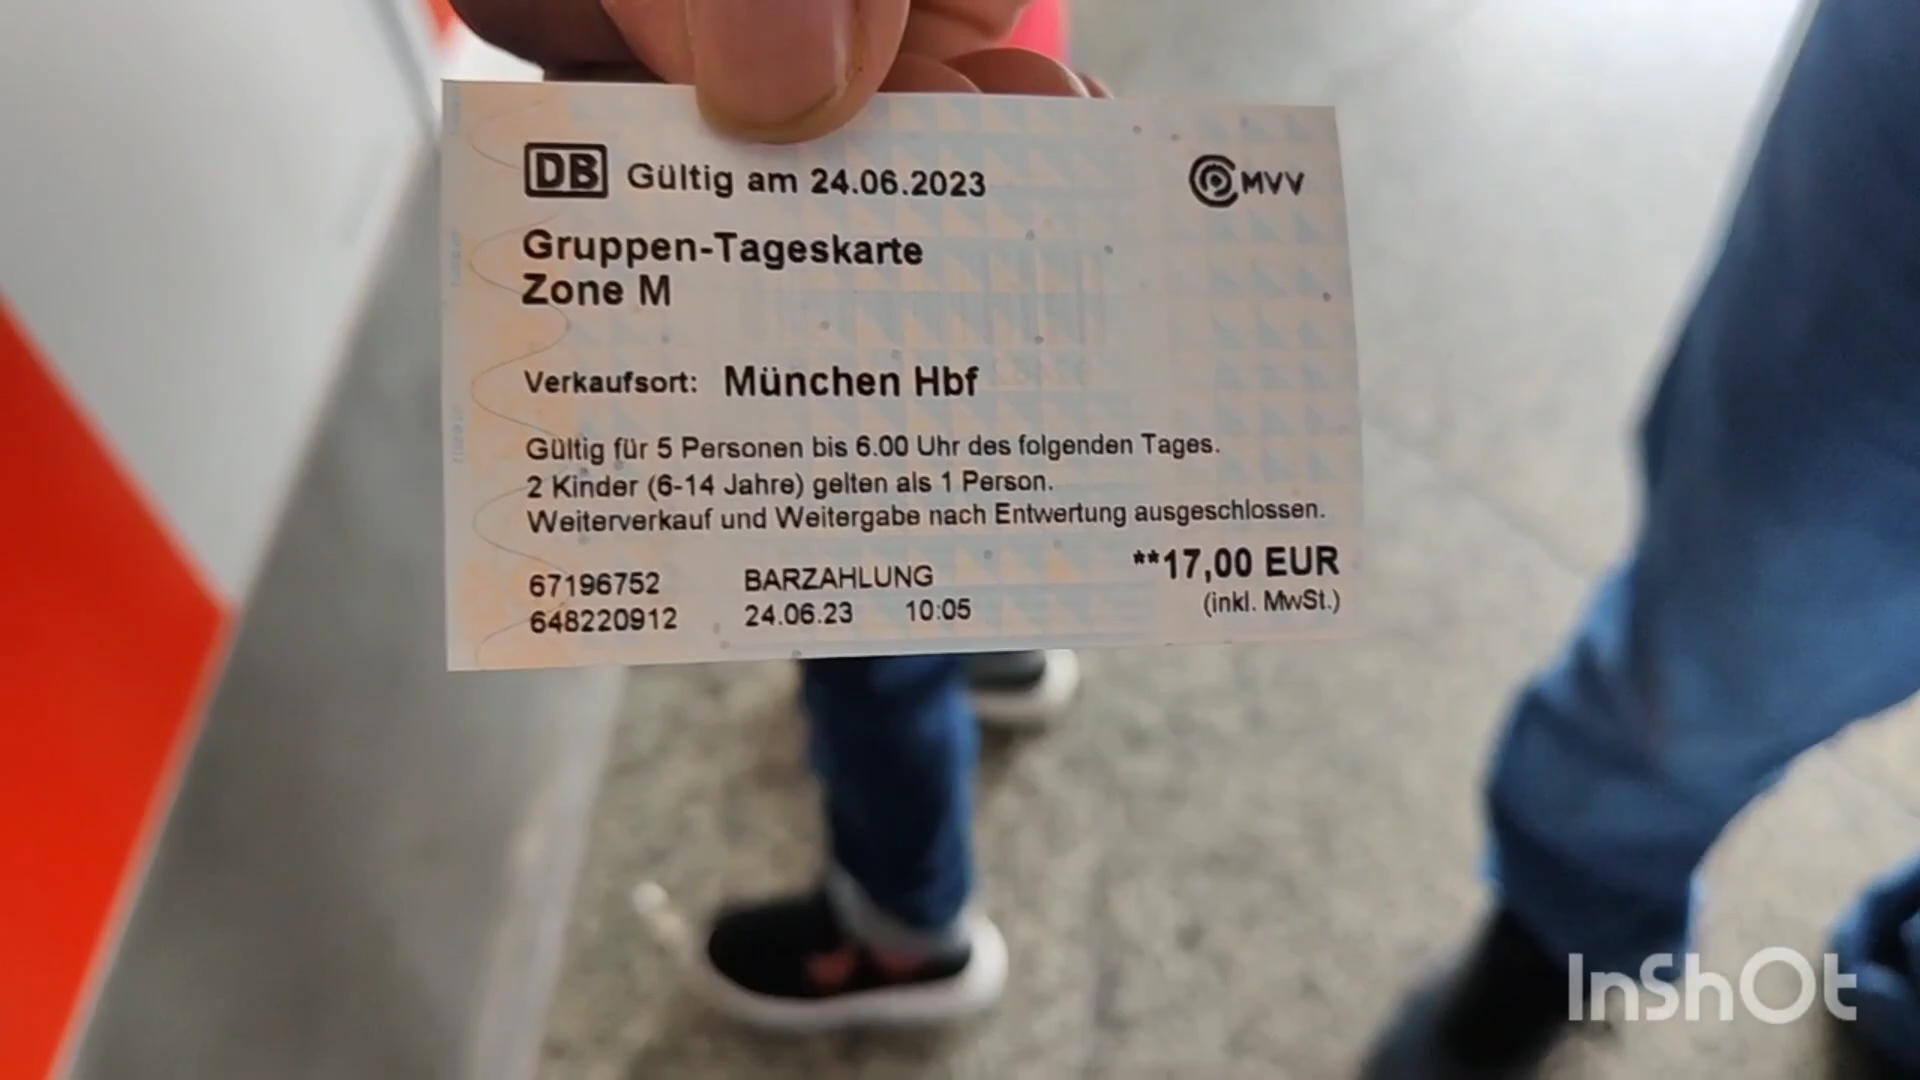 DB Gültig am 24.06.2023 MVV
Gruppen-Tageskarte
Zone M
Verkaufsort: München Hbf
Gültig für 5 Personen bis 6.00 Uhr des folgenden Tages.
2 Kinder (6-14 Jahre) gelten als 1 Person.
Weiterverkauf und Weitergabe nach Entwertung ausgeschlossen.
**17,00 EUR
67196752 BARZAHLUNG
(inkl. MwSt.)
648220912 24.06.23 10:05
InShOt